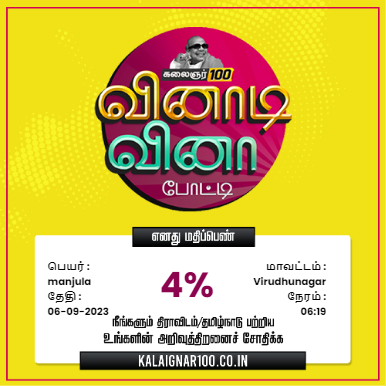 கலைஞர் 100
வினாடி
வினா
போட்டி
எனது மதிப்பெண்
பெயர் :
manjula
தேதி :
06-09-2023
4%
மாவட்டம் :
Virudhunagar
நேரம் :
06:19
நீங்களும் திராவிடம்/தமிழ்நாடு பற்றிய
உங்களின் அறிவுத்திறனைச் சோதிக்க
KALAIGNAR100.CO.IN